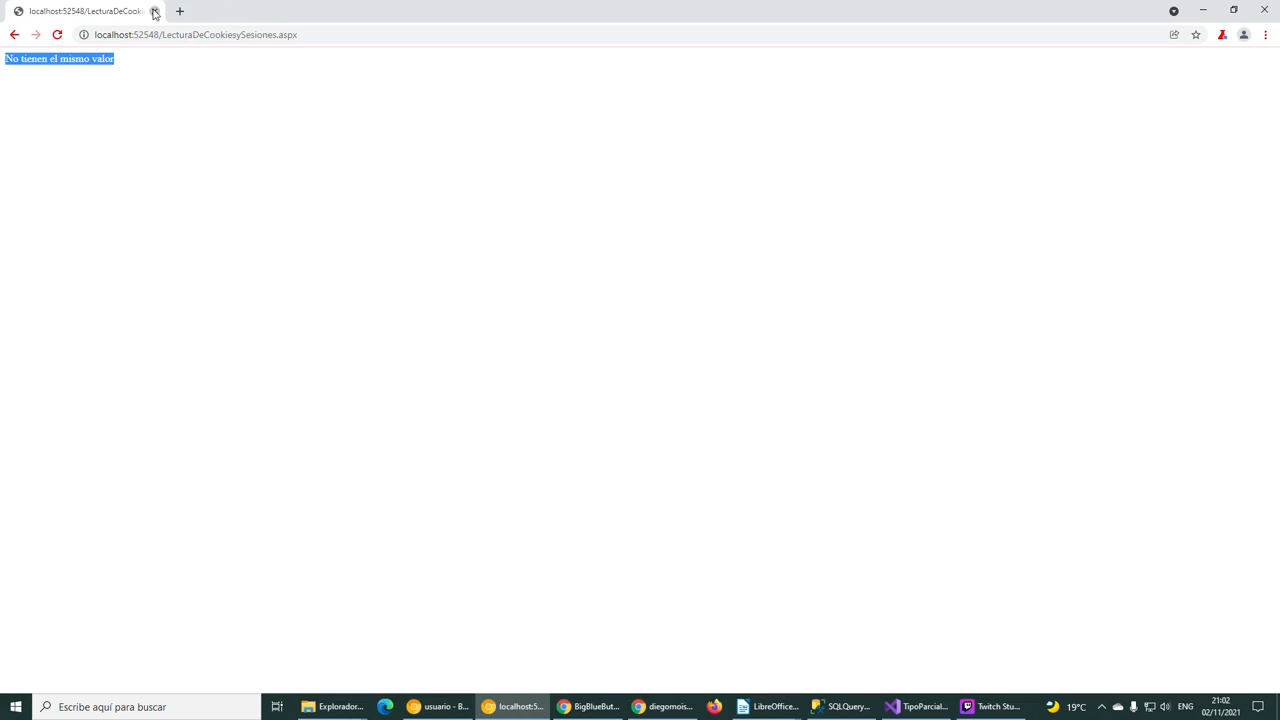 localhost:52548/LecturaDeCooki
localhost:52548/LecturaDeCookiesySesiones.aspx
No tienen el mismo valor
Escribe aquí para buscar
Explorador...
usuario - B...
localhost:5...
BigBlueBut...
diegomois...
LibreOffice...
SQLQuery...
TipoParcial...
Twitch Stu...
19°C
ENG
21:02
02/11/2021